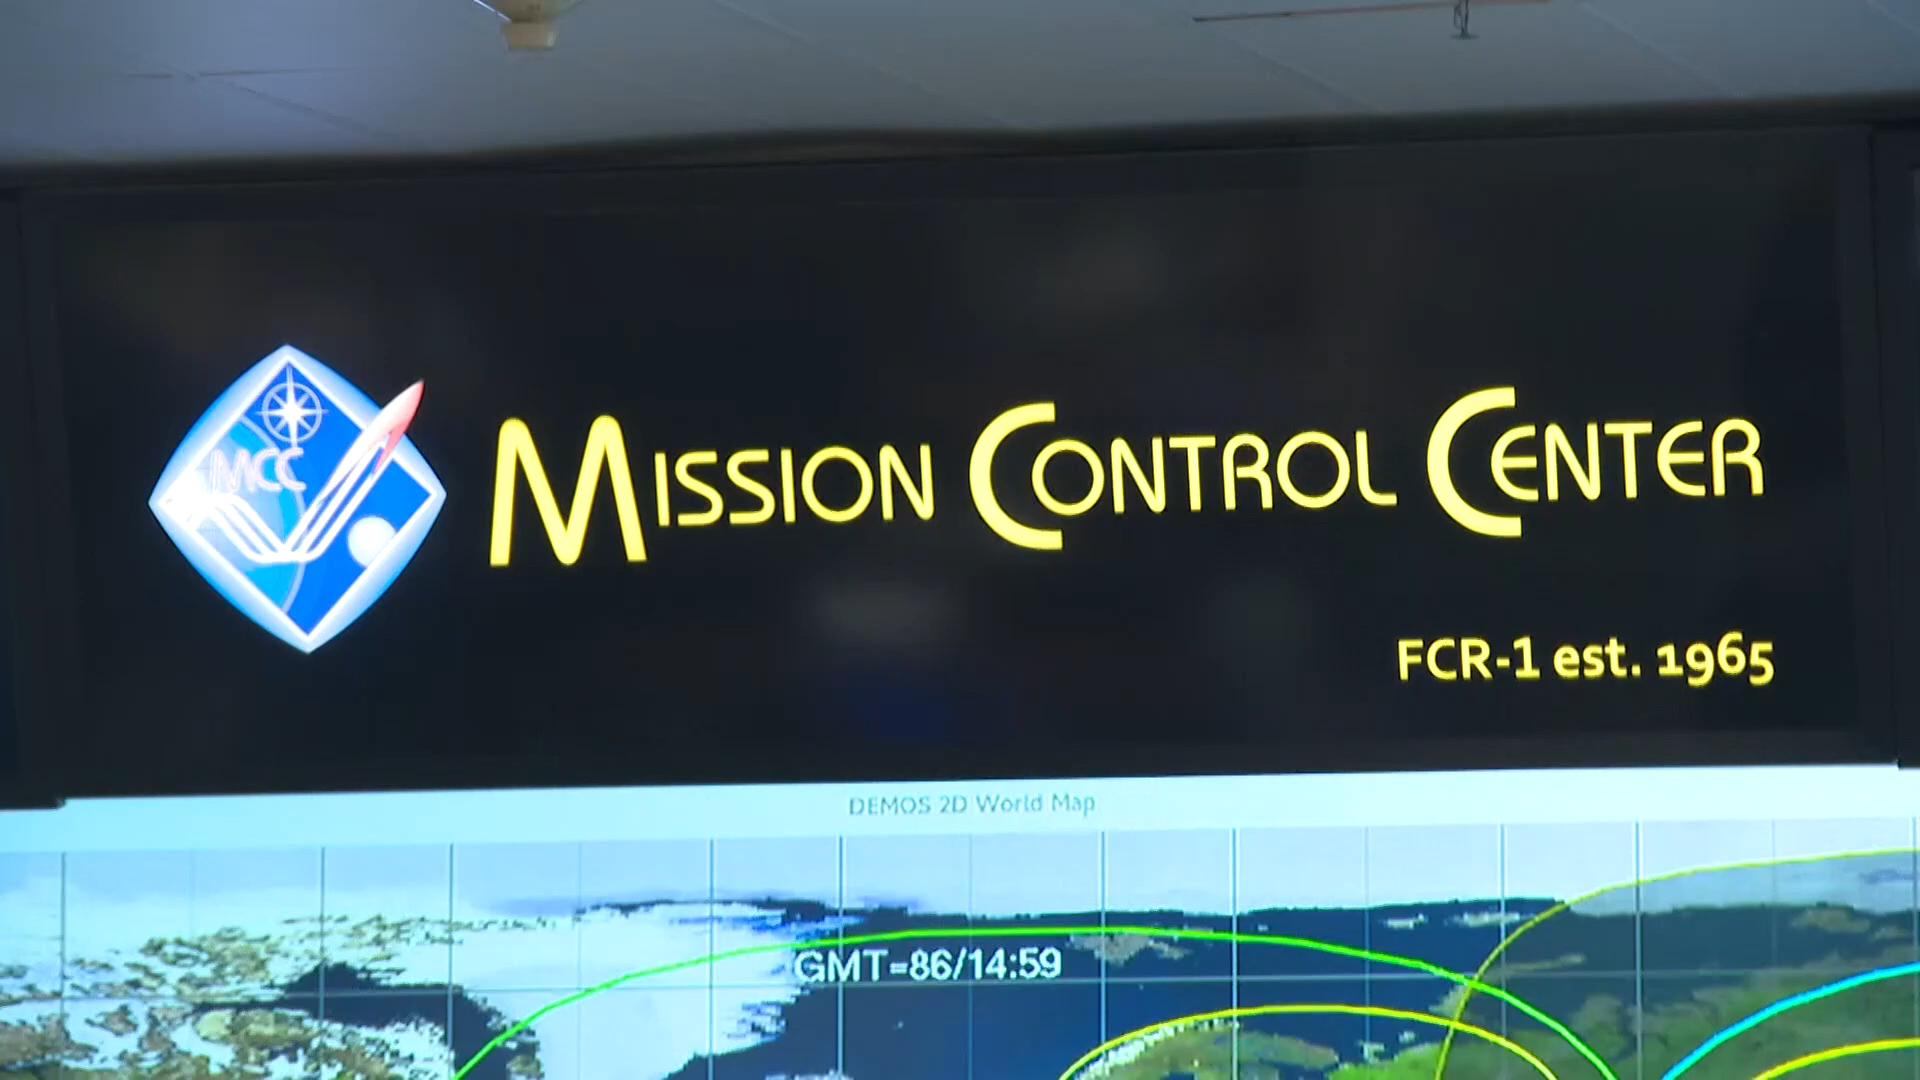 MCC
MISSION CONTROL CENTER
FCR-1 est. 1965
DEMOS 2D World Map
GMT=86/14:59